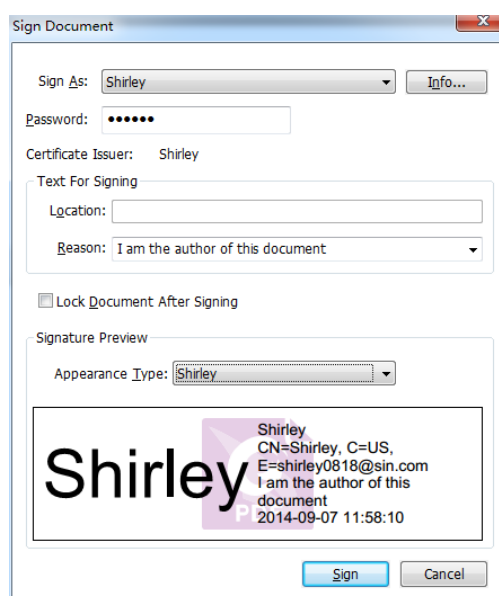 Sign Document
Sign As: Shirley Info...
Password: ••••••
Certificate Issuer: Shirley
Text For Signing
Location:
Reason: I am the author of this document
Lock Document After Signing
Signature Preview
Appearance Type: Shirley
Shirley
Shirley
CN=Shirley, C=US,
E=shirley0818@sin.com
I am the author of this
document
2014-09-07 11:58:10
PDF
Sign Cancel